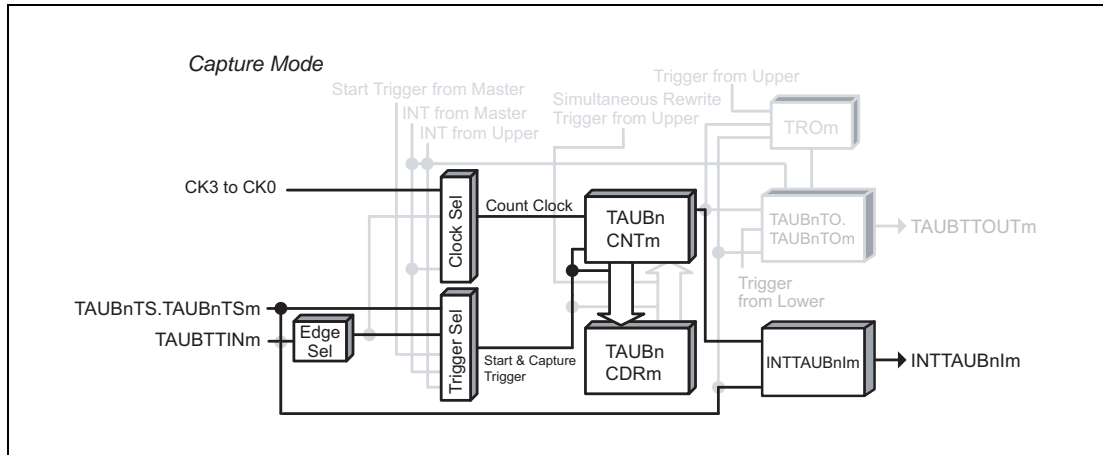 Capture Mode
Trigger from Upper
Start Trigger from Master
Simultaneous Rewrite
Trigger from Upper
INT from Master
INT from Upper
TROm
CK3 to CK0
Clock Sel
Count Clock
TAUBn
CNTm
TAUBnTO.
TAUBnTOm
TAUBTTOUTm
Trigger
from Lower
TAUBnTS.TAUBnTSm
TAUBTTINm
Edge
Sel
Trigger Sel
Start & Capture
Trigger
TAUBn
CDRm
INTTAUBnIm
INTTAUBnIm